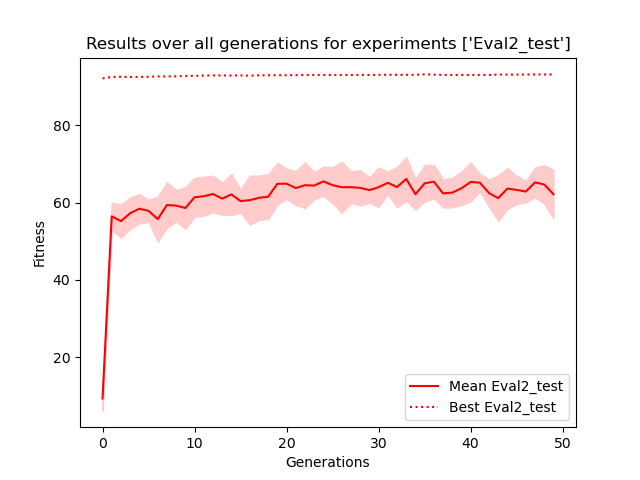 Results over all generations for experiments ['Eval2_test']
80
60
40
20
Fitness
0 10 20 30 40 50
Generations
Mean Eval2_test
Best Eval2_test